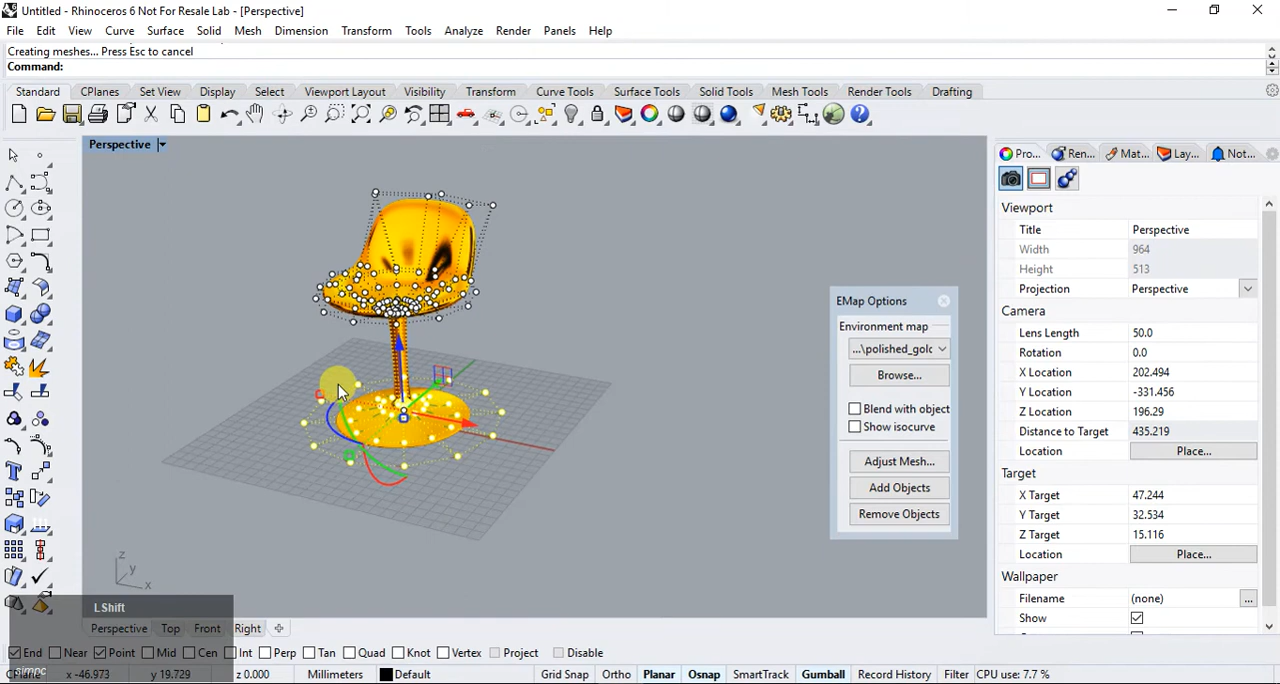 Untitled - Rhinoceros 6 Not For Resale Lab - [Perspective]
File Edit View Curve Surface Solid Mesh Dimension Transform Tools Analyze Render Panels Help
Creating meshes... Press Esc to cancel
Command:
Standard CPlanes Set View Display Select Viewport Layout Visibility Transform Curve Tools Surface Tools Solid Tools Mesh Tools Render Tools Drafting
Perspective
Pro... Ren... Mat... Lay... Not...
Viewport
Title Perspective
Width 964
Height 513
Projection Perspective
Camera
Lens Length 50.0
Rotation 0.0
X Location 202.494
Y Location -331.456
Z Location 196.29
Distance to Target 435.219
Location Place...
Target
X Target 47.244
Y Target 32.534
Z Target 15.116
Location Place...
Wallpaper
Filename (none) ...
Show
EMap Options
Environment map
...\polished_gold
Browse...
Blend with object
Show isocurve
Adjust Mesh...
Add Objects
Remove Objects
z
y
x
LShift
simpc
Perspective Top Front Right
End Near Point Mid Cen Int Perp Tan Quad Knot Vertex Project Disable
CPlane x -46.973 y 19.729 z 0.000 Millimeters Default Grid Snap Ortho Planar Osnap SmartTrack Gumball Record History Filter CPU use: 7.7 %